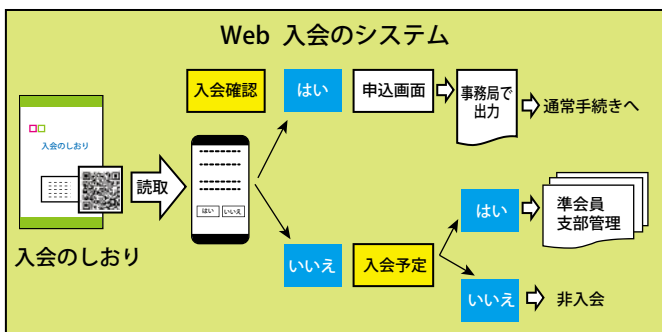 Web 入会のシステム
入会確認
はい
申込画面
事務局で
出力
通常手続きへ
入会のしおり
読取
はい
いいえ
入会のしおり
いいえ
入会予定
はい
準会員
支部管理
いいえ
非入会